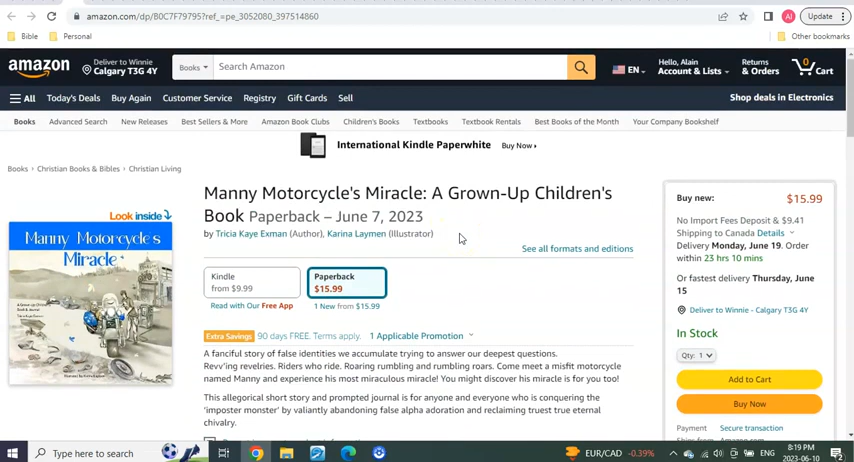 amazon.com/dp/B0C7F79795?ref_=pe_3052080_397514860
AI
Update
Bible
Personal
Other bookmarks
amazon
Deliver to Winnie
Calgary T3G 4Y
Books
Search Amazon
EN
Hello, Alain
Account & Lists
Returns
& Orders
0
Cart
All
Today's Deals
Buy Again
Customer Service
Registry
Gift Cards
Sell
Shop deals in Electronics
Books
Advanced Search
New Releases
Best Sellers & More
Amazon Book Clubs
Children's Books
Textbooks
Textbook Rentals
Best Books of the Month
Your Company Bookshelf
International Kindle Paperwhite
Buy Now ›
Books › Christian Books & Bibles › Christian Living
Look inside
Manny Motorcycle's
Miracle
Manny Motorcycle's Miracle: A Grown-Up Children's
Book Paperback – June 7, 2023
by Tricia Kaye Exman (Author), Karina Laymen (Illustrator)
See all formats and editions
Kindle
from $9.99
Paperback
$15.99
Read with Our Free App
1 New from $15.99
Extra Savings 90 days FREE. Terms apply. 1 Applicable Promotion
A fanciful story of false identities we accumulate trying to answer our deepest questions.
Revv'ing revelries. Riders who ride. Roaring rumbling and rumbling roars. Come meet a misfit motorcycle
named Manny and experience his most miraculous miracle! You might discover his miracle is for you too!
This allegorical short story and prompted journal is for anyone and everyone who is conquering the
'imposter monster' by valiantly abandoning false alpha adoration and reclaiming truest true eternal
chivalry.
Buy new:
$15.99
No Import Fees Deposit & $9.41
Shipping to Canada Details
Delivery Monday, June 19. Order
within 23 hrs 10 mins
Or fastest delivery Thursday, June
15
Deliver to Winnie - Calgary T3G 4Y
In Stock
Qty: 1
Add to Cart
Buy Now
Payment Secure transaction
Ships from Amazon.com
Type here to search
EUR/CAD -0.39%
ENG
8:19 PM
2023-06-10
2